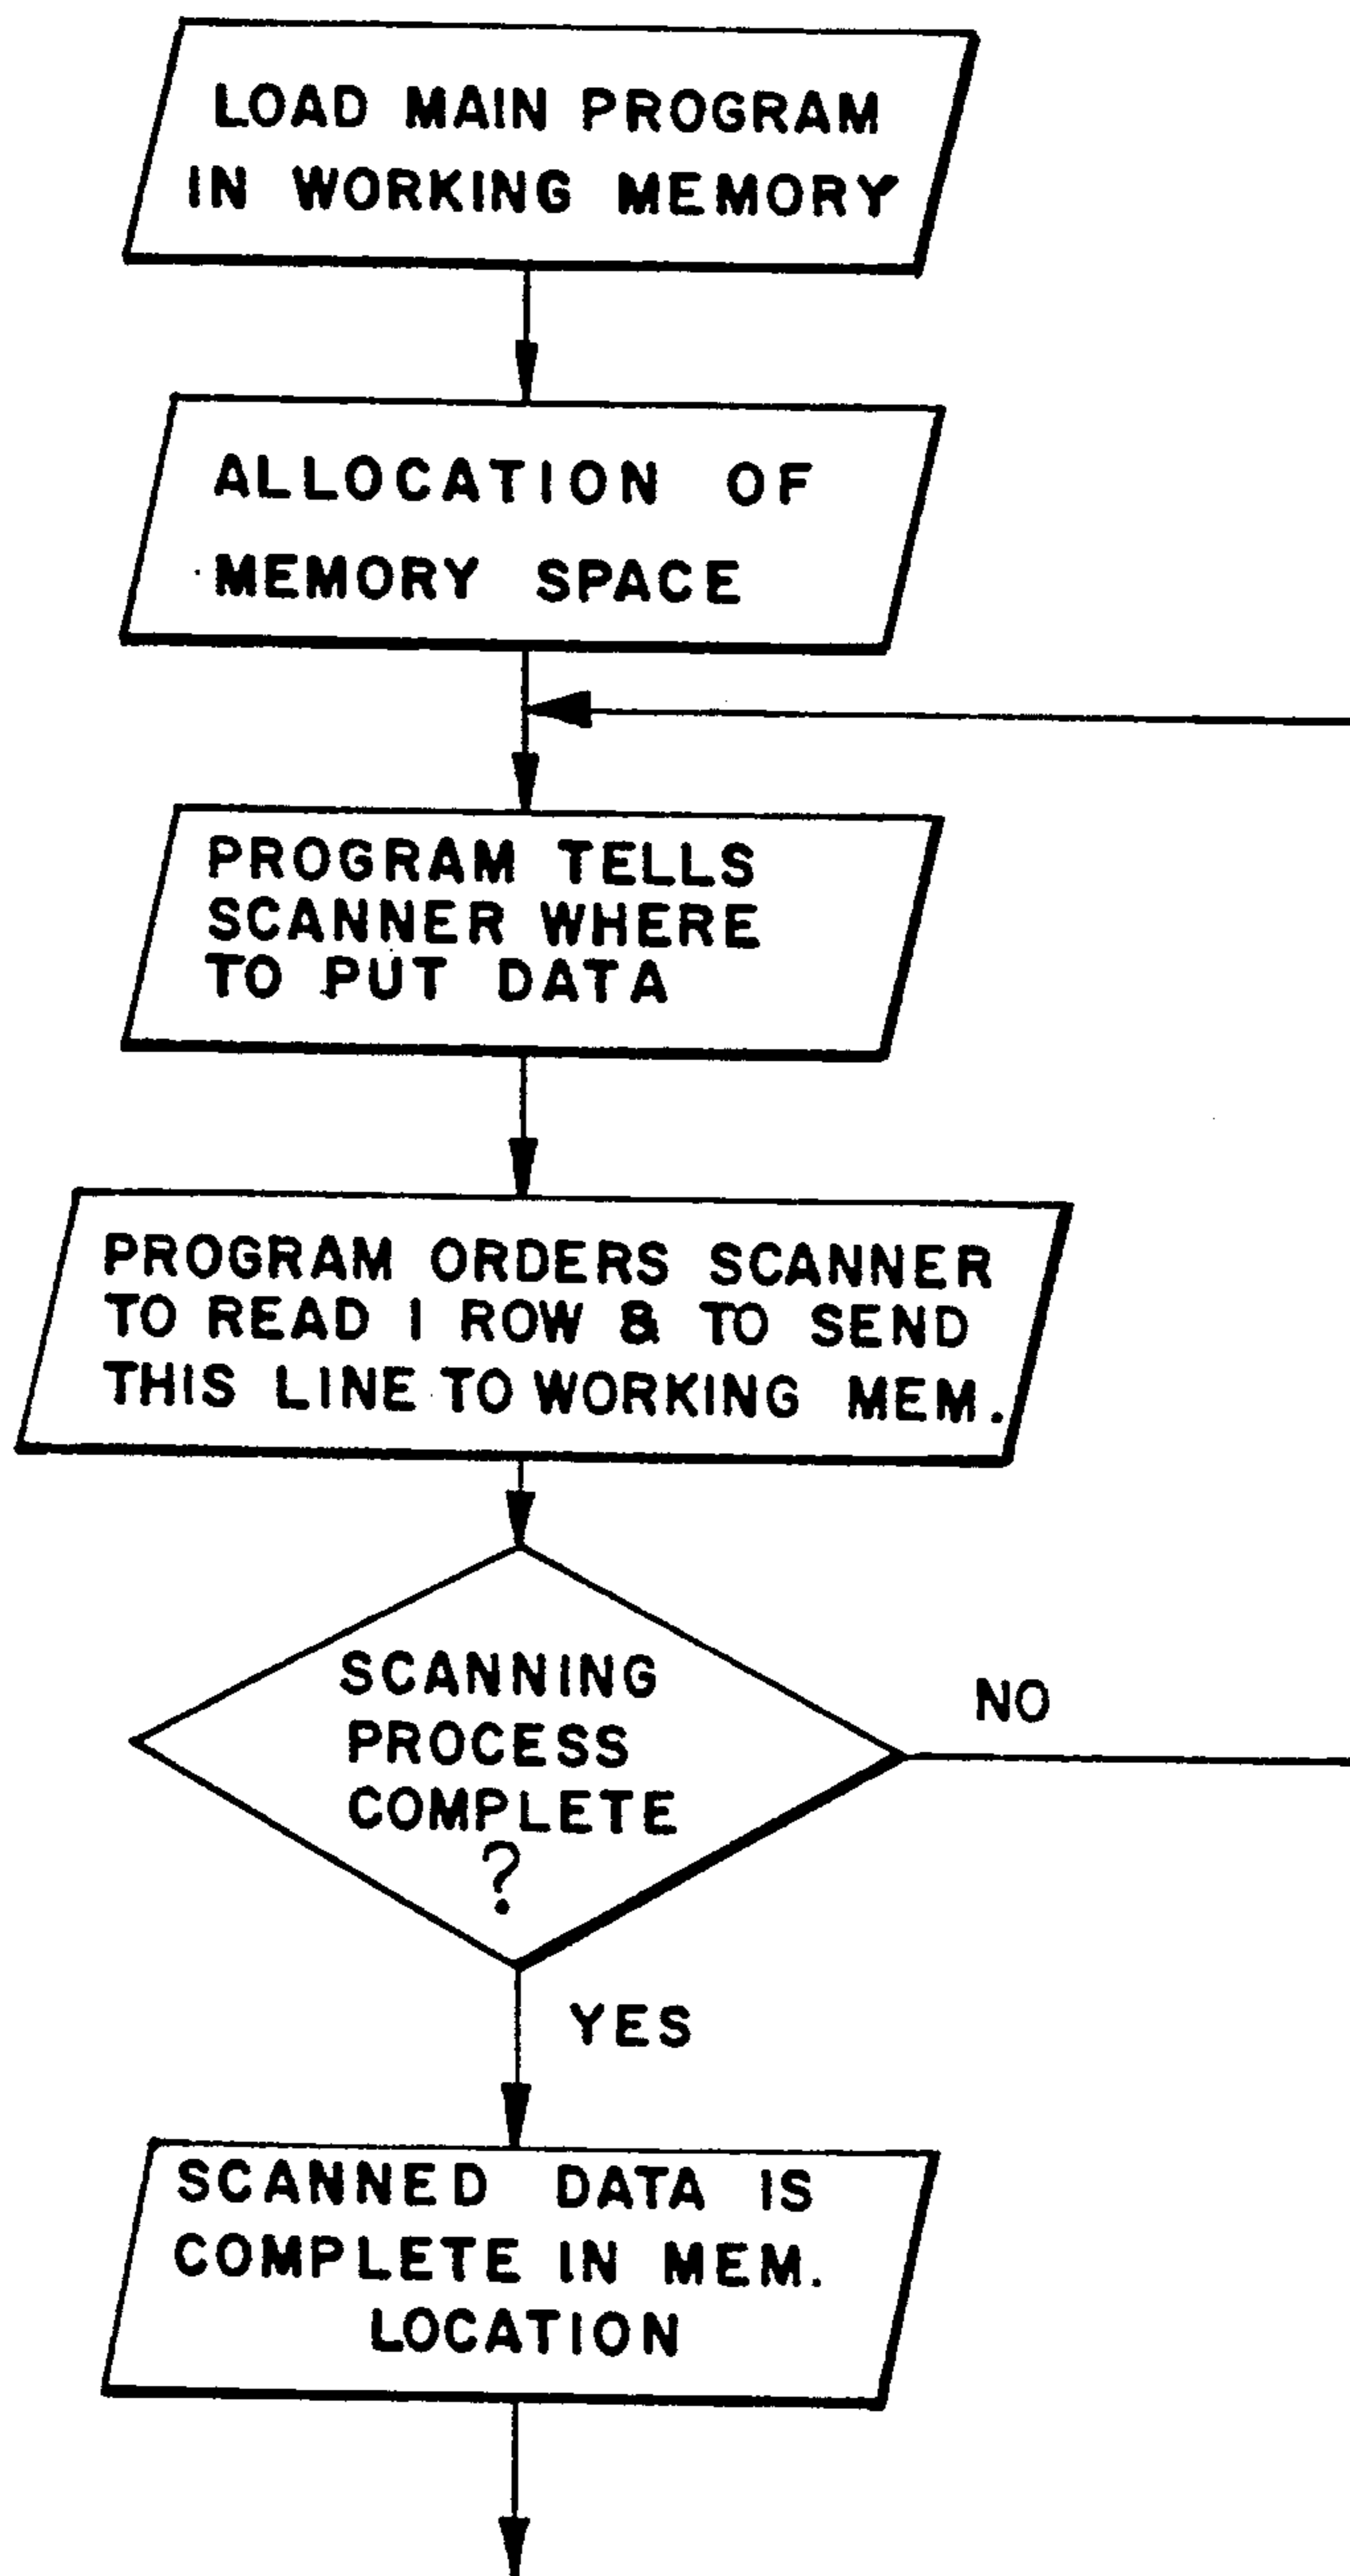 LOAD MAIN PROGRAM
IN WORKING MEMORY
ALLOCATION OF
MEMORY SPACE
PROGRAM TELLS
SCANNER WHERE
TO PUT DATA
PROGRAM ORDERS SCANNER
TO READ 1 ROW & TO SEND
THIS LINE TO WORKING MEM.
SCANNING
PROCESS
COMPLETE
?
NO
YES
SCANNED DATA IS
COMPLETE IN MEM.
LOCATION